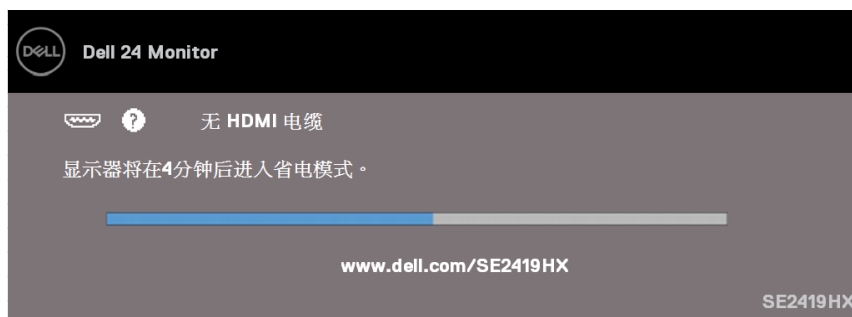 DELL
Dell 24 Monitor
? 无 HDMI 电缆
显示器将在4分钟后进入省电模式。
www.dell.com/SE2419HX
SE2419HX